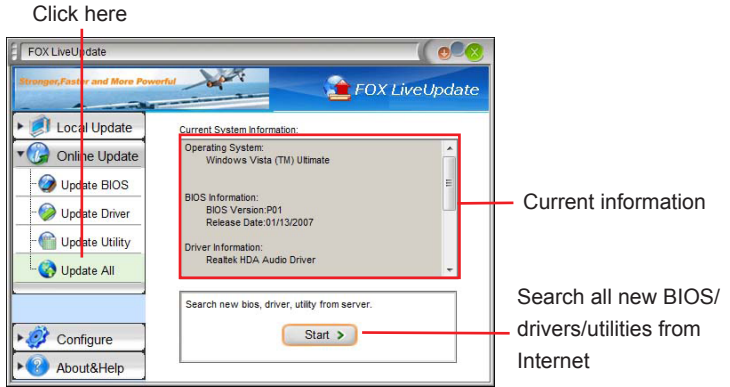 Click here
FOX LiveUpdate
Stronger,Faster and More Powerful
FOX LiveUpdate
Local Update
Online Update
Update BIOS
Update Driver
Update Utility
Update All
Configure
About&Help
Current System Information:
Operating System:
Windows Vista (TM) Ultimate
BIOS Information:
BIOS Version:P01
Release Date:01/13/2007
Driver Information:
Realtek HDA Audio Driver
Search new bios, driver, utility from server.
Start >
Current information
Search all new BIOS/
drivers/utilities from
Internet